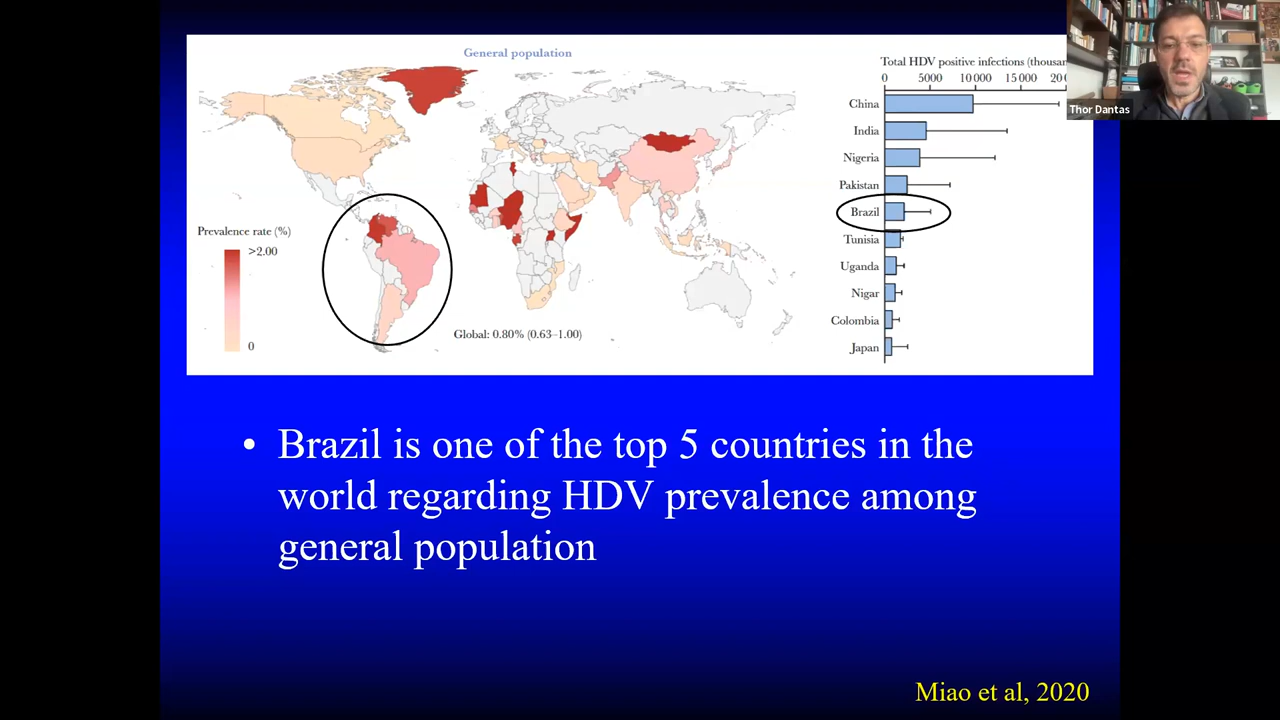 General population
Prevalence rate (%)
>2.00
0
Global: 0.80% (0.63–1.00)
Total HDV positive infections (thousan
0 5000 10 000 15 000 20
China
India
Nigeria
Pakistan
Brazil
Tunisia
Uganda
Nigar
Colombia
Japan
Thor Dantas
• Brazil is one of the top 5 countries in the
world regarding HDV prevalence among
general population
Miao et al, 2020